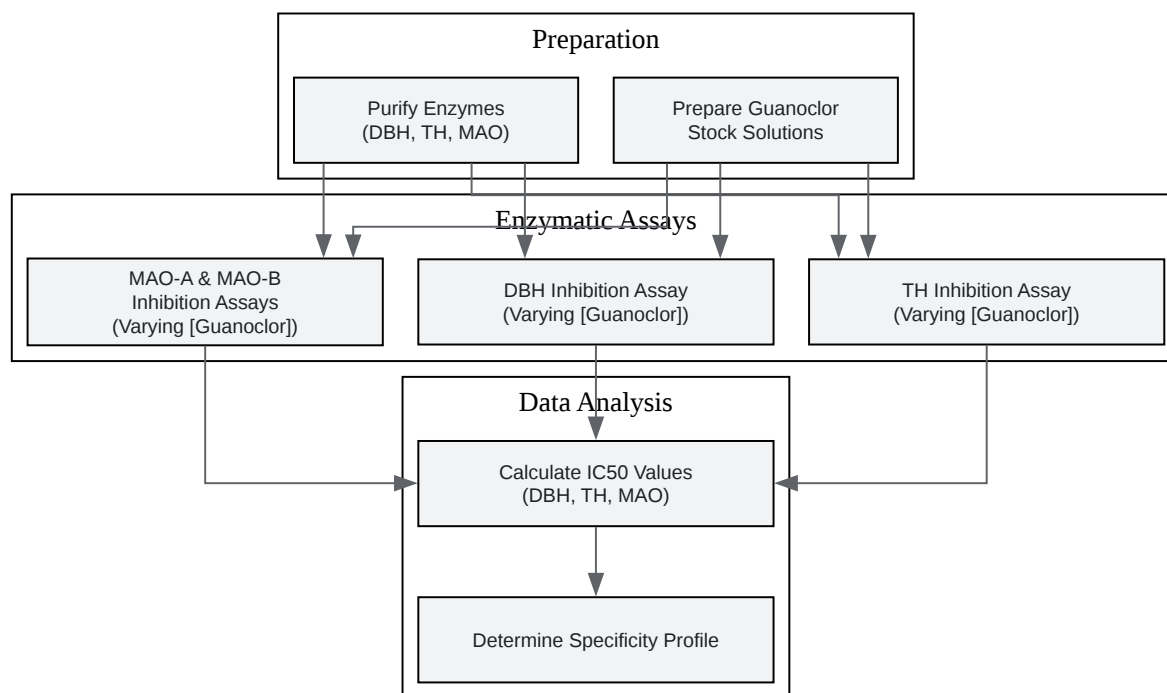 Preparation
Purify Enzymes
(DBH, TH, MAO)
Prepare Guanoclor
Stock Solutions
Enzymatic Assays
MAO-A & MAO-B
Inhibition Assays
(Varying [Guanoclor])
DBH Inhibition Assay
(Varying [Guanoclor])
TH Inhibition Assay
(Varying [Guanoclor])
Data Analysis
Calculate IC50 Values
(DBH, TH, MAO)
Determine Specificity Profile